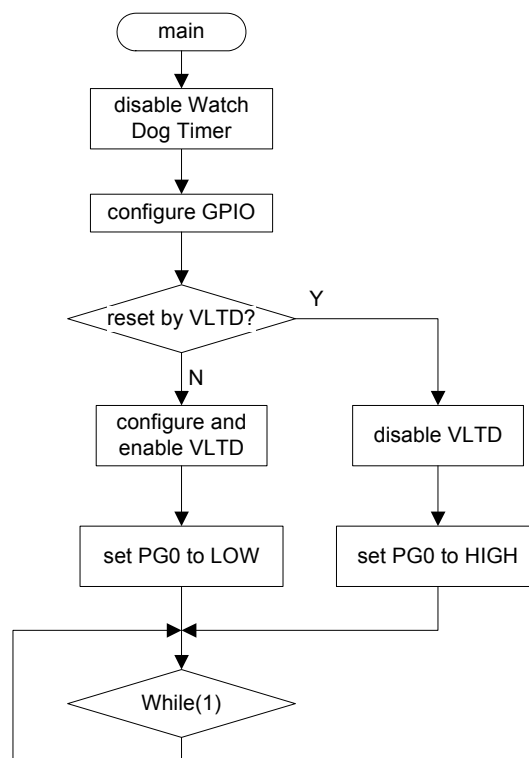 main
disable Watch
Dog Timer
configure GPIO
reset by VLTD?
Y
N
configure and
enable VLTD
disable VLTD
set PG0 to LOW
set PG0 to HIGH
While(1)